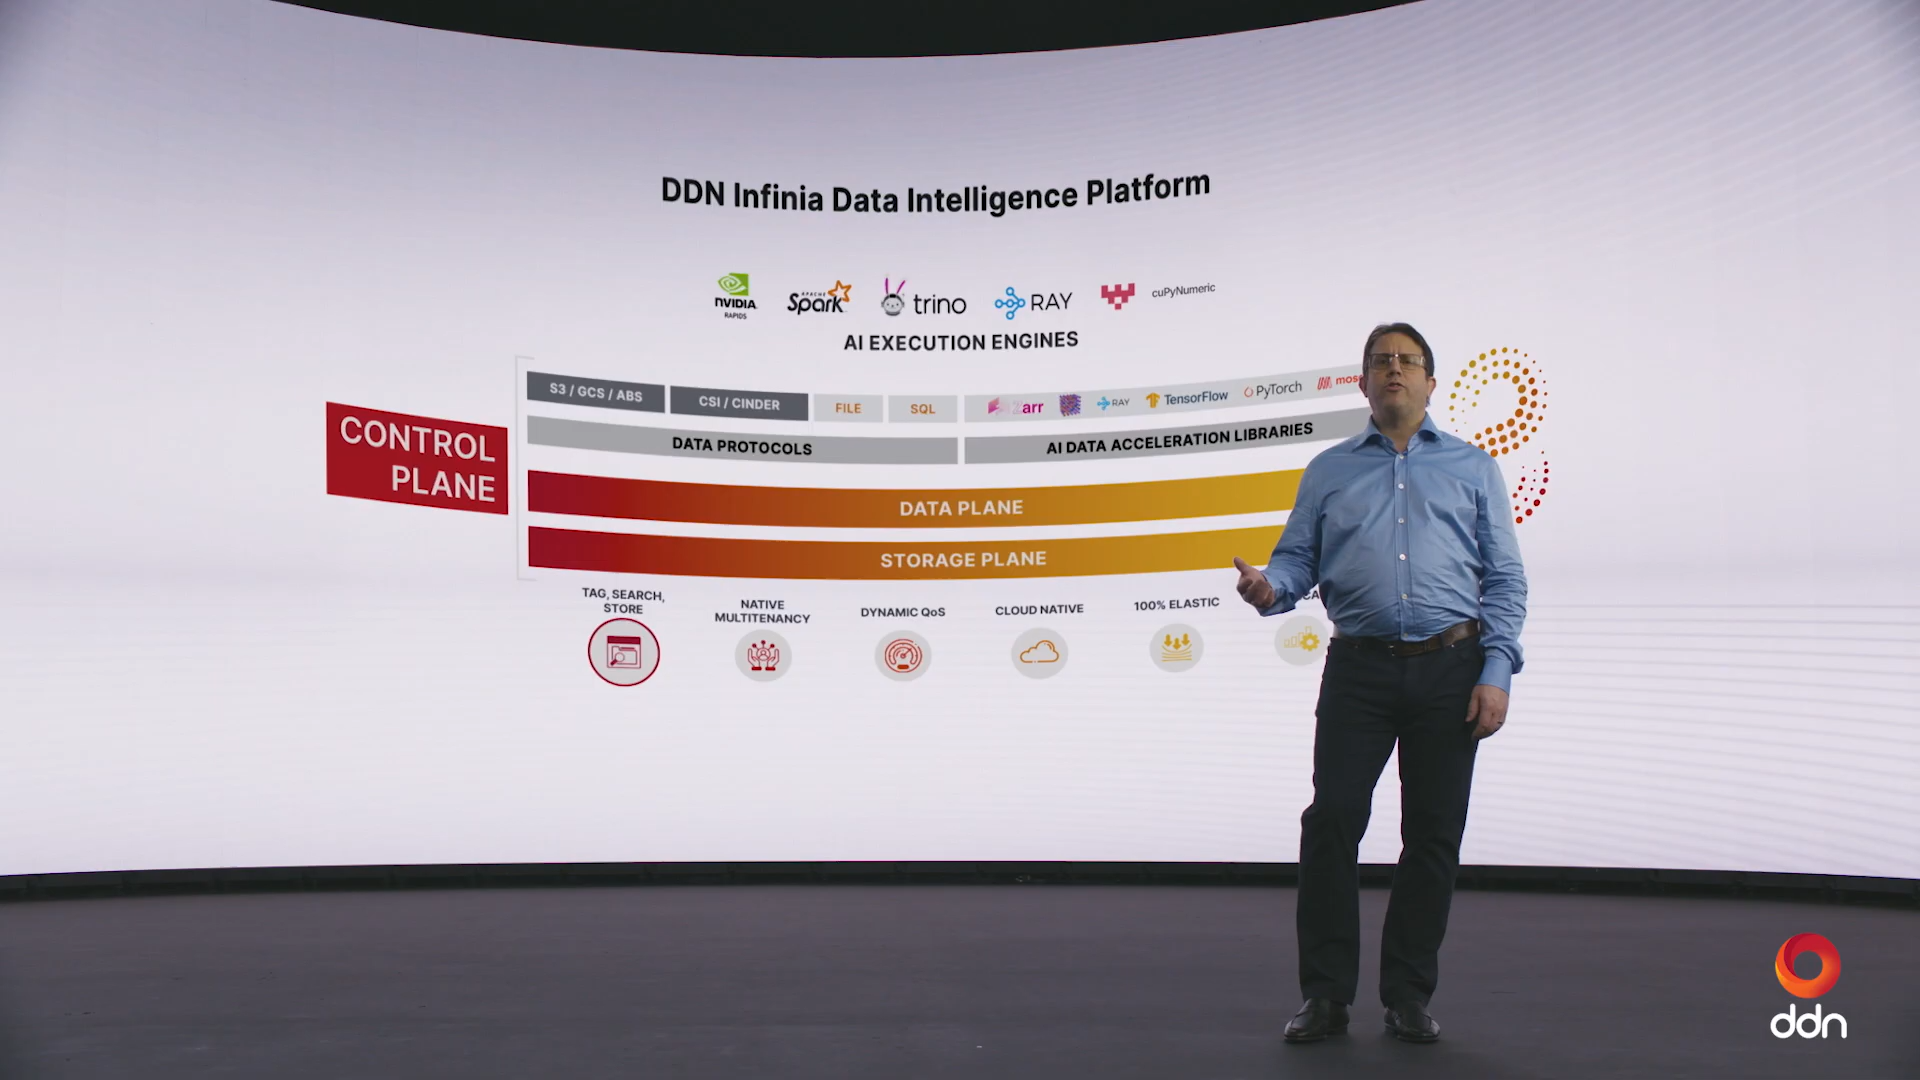 DDN Infinia Data Intelligence Platform
NVIDIA
RAPIDS
APACHE
Spark
trino
RAY
cuPyNumeric
AI EXECUTION ENGINES
CONTROL
PLANE
S3 / GCS / ABS
CSI / CINDER
FILE
SQL
Zarr
RAY
TensorFlow
PyTorch
DATA PROTOCOLS
AI DATA ACCELERATION LIBRARIES
DATA PLANE
STORAGE PLANE
TAG, SEARCH,
STORE
NATIVE
MULTITENANCY
DYNAMIC QoS
CLOUD NATIVE
100% ELASTIC
ddn